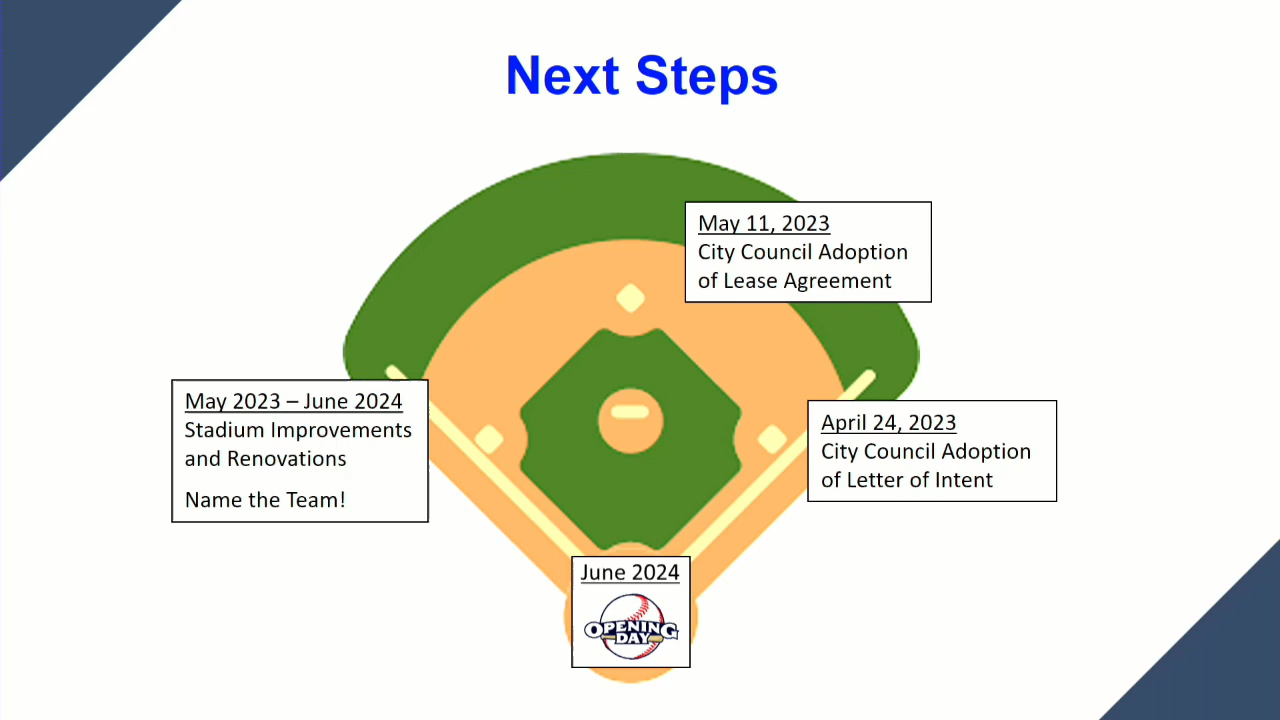 Next Steps
May 11, 2023
City Council Adoption
of Lease Agreement
May 2023 – June 2024
Stadium Improvements
and Renovations
Name the Team!
April 24, 2023
City Council Adoption
of Letter of Intent
June 2024
OPENING
DAY